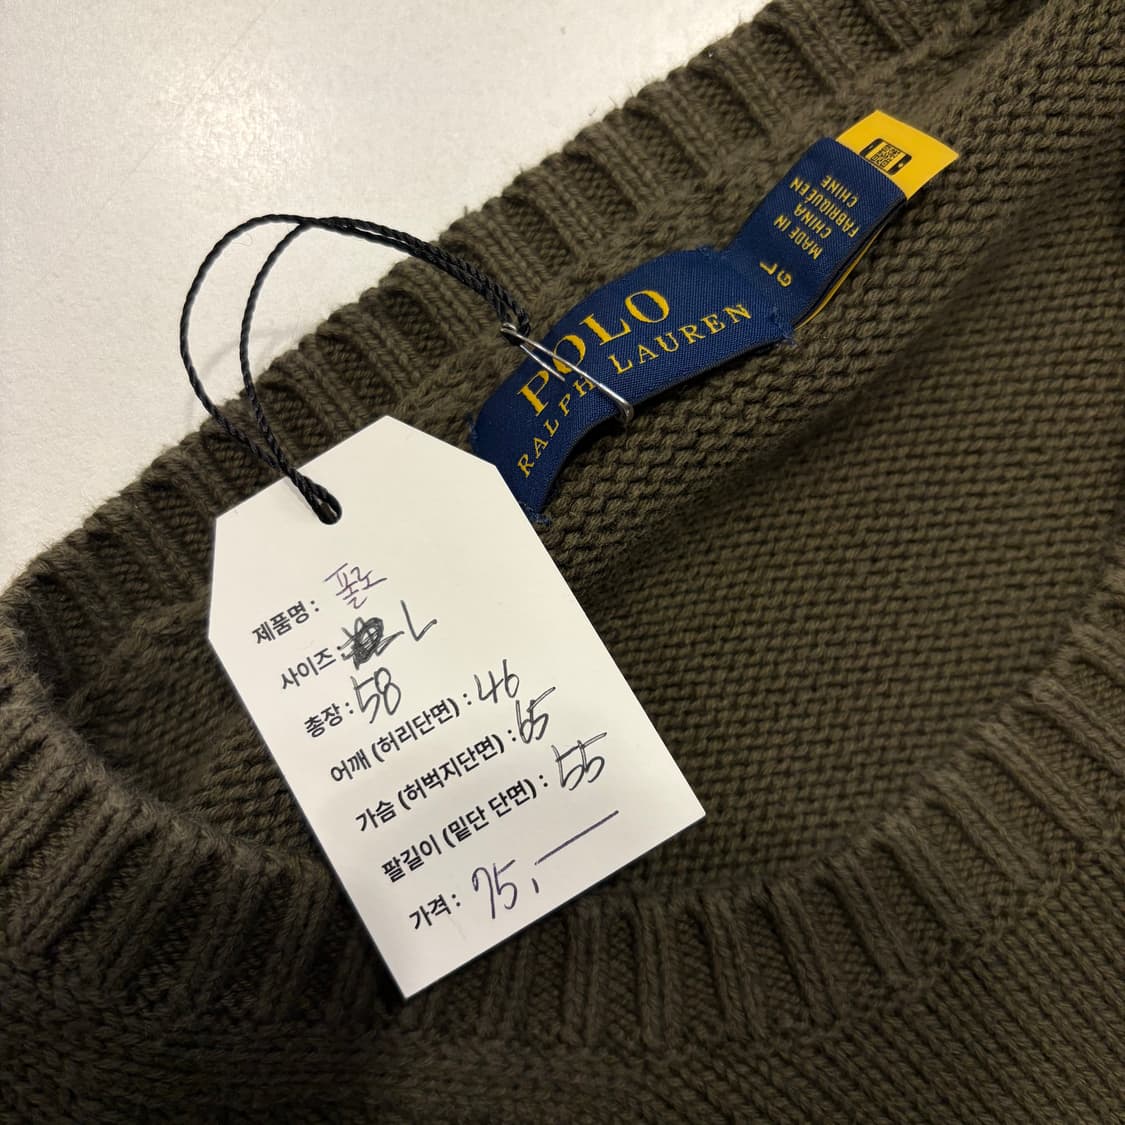 POLO
RALPH LAUREN
G L
MADE IN
CHINA
FABRIQUÉ EN
CHINE
제품명 : 폴로
사이즈 : L
총장 : 58
어깨 (허리단면) : 46
가슴 (허벅지단면) : 65
팔길이 (밑단 단면) : 55
가격 : 75,—